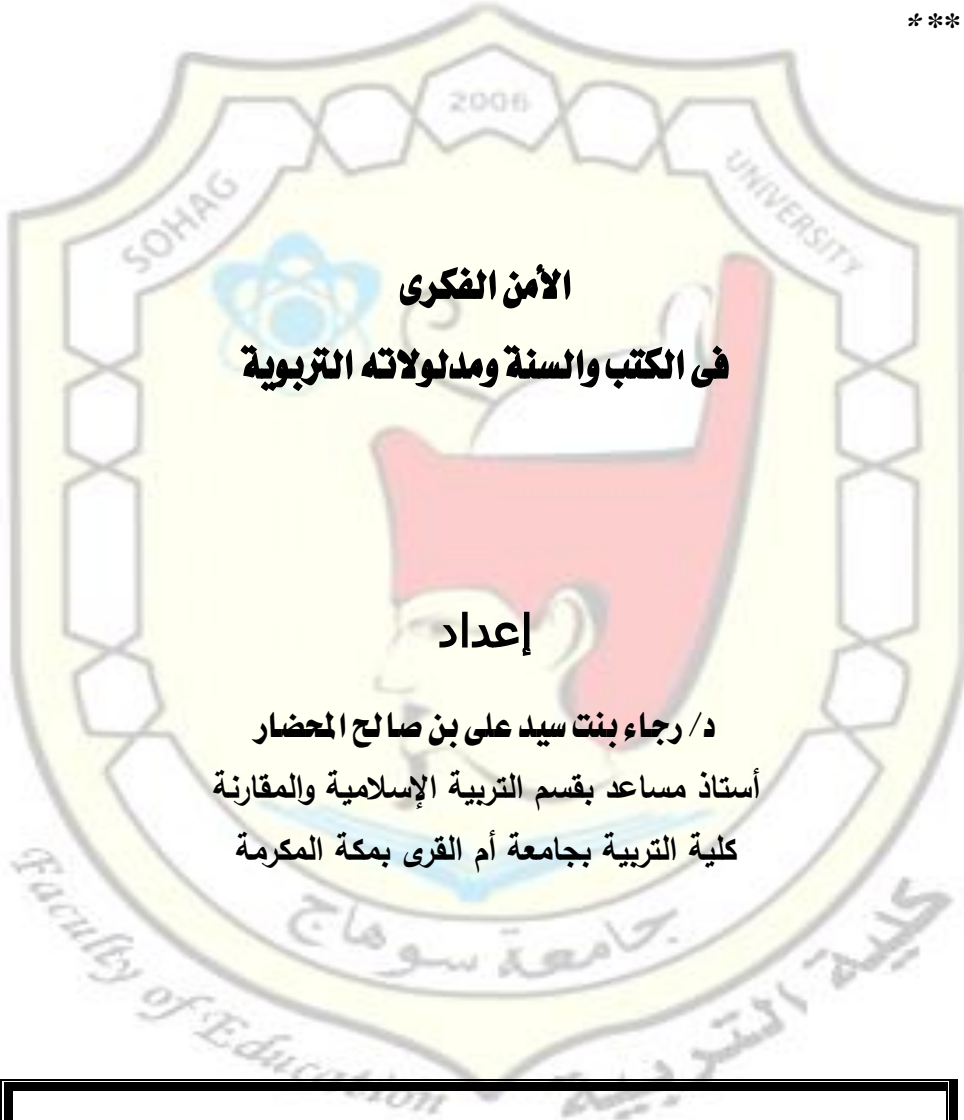 ***
2006
SOHAG UNIVERSITY
الأمن الفكرى
فى الكتب والسنة ومدلولاته التربوية
إعداد
د/ رجاء بنت سيد على بن صالح المحضار
أستاذ مساعد بقسم التربية الإسلامية والمقارنة
كلية التربية بجامعة أم القرى بمكة المكرمة
جامعة سوهاج
Faculty of Education
كلية التربية